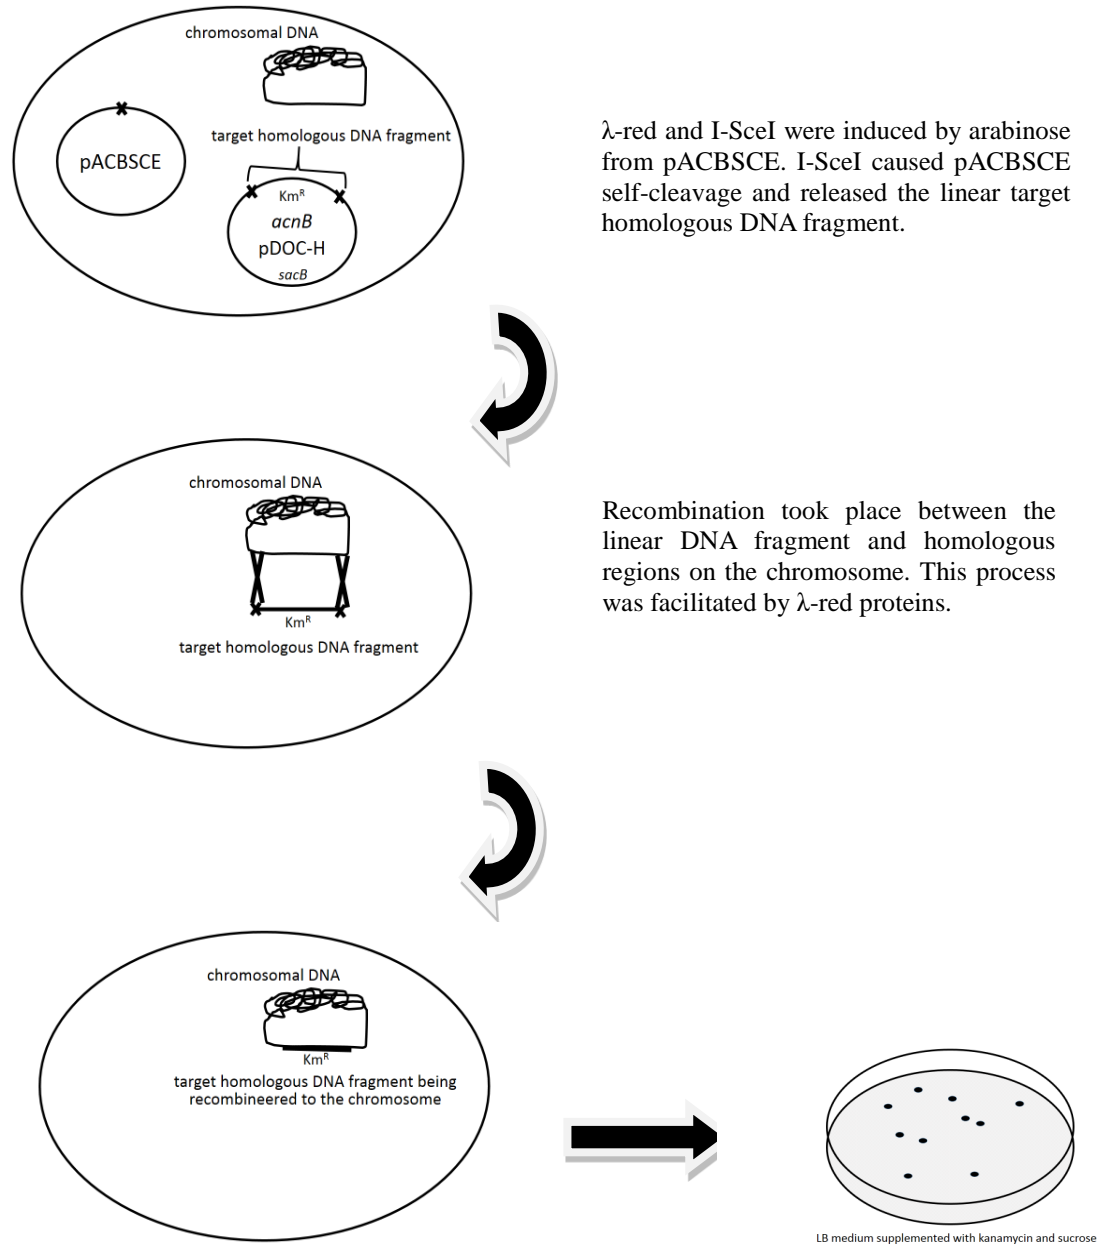 chromosomal DNA
target homologous DNA fragment
pACBSCE
Kmᴿ
acnB
pDOC-H
sacB
λ-red and I-SceI were induced by arabinose
from pACBSCE. I-SceI caused pACBSCE
self-cleavage and released the linear target
homologous DNA fragment.
chromosomal DNA
Kmᴿ
target homologous DNA fragment
Recombination took place between the
linear DNA fragment and homologous
regions on the chromosome. This process
was facilitated by λ-red proteins.
chromosomal DNA
Kmᴿ
target homologous DNA fragment being
recombineered to the chromosome
LB medium supplemented with kanamycin and sucrose